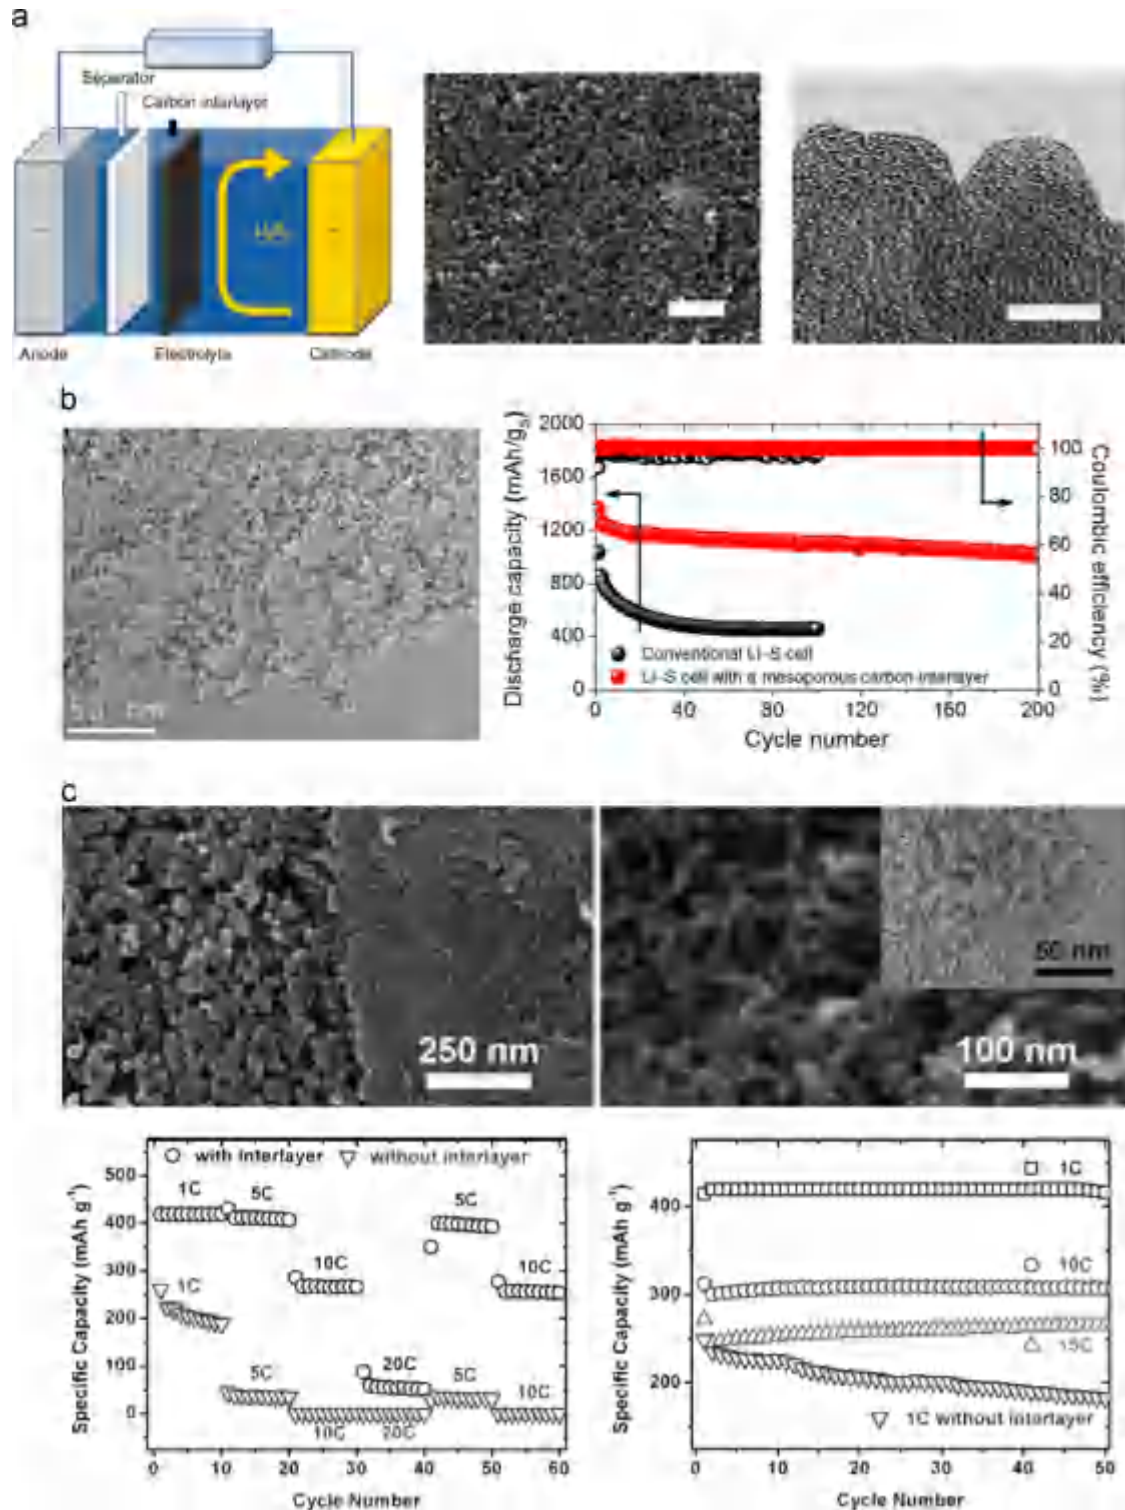 a
Separator
Carbon interlayer
Anode
Electrolyte
Cathode
b
Discharge capacity (mAh/gs)
2000
1600
1200
800
400
0
100
80
60
40
20
0
Coulombic efficiency (%)
Conventional Li–S cell
Li–S cell with a mesoporous carbon interlayer
0
40
80
120
160
200
Cycle number
c
250 nm
50 nm
100 nm
Specific Capacity (mAh g⁻¹)
500
400
300
200
100
0
with interlayer
without interlayer
1C
5C
5C
10C
10C
1C
20C
5C
5C
10C
10C
20C
0
10
20
30
40
50
60
Cycle Number
Specific Capacity (mAh g⁻¹)
400
300
200
1C
10C
15C
1C without interlayer
0
10
20
30
40
50
Cycle Number